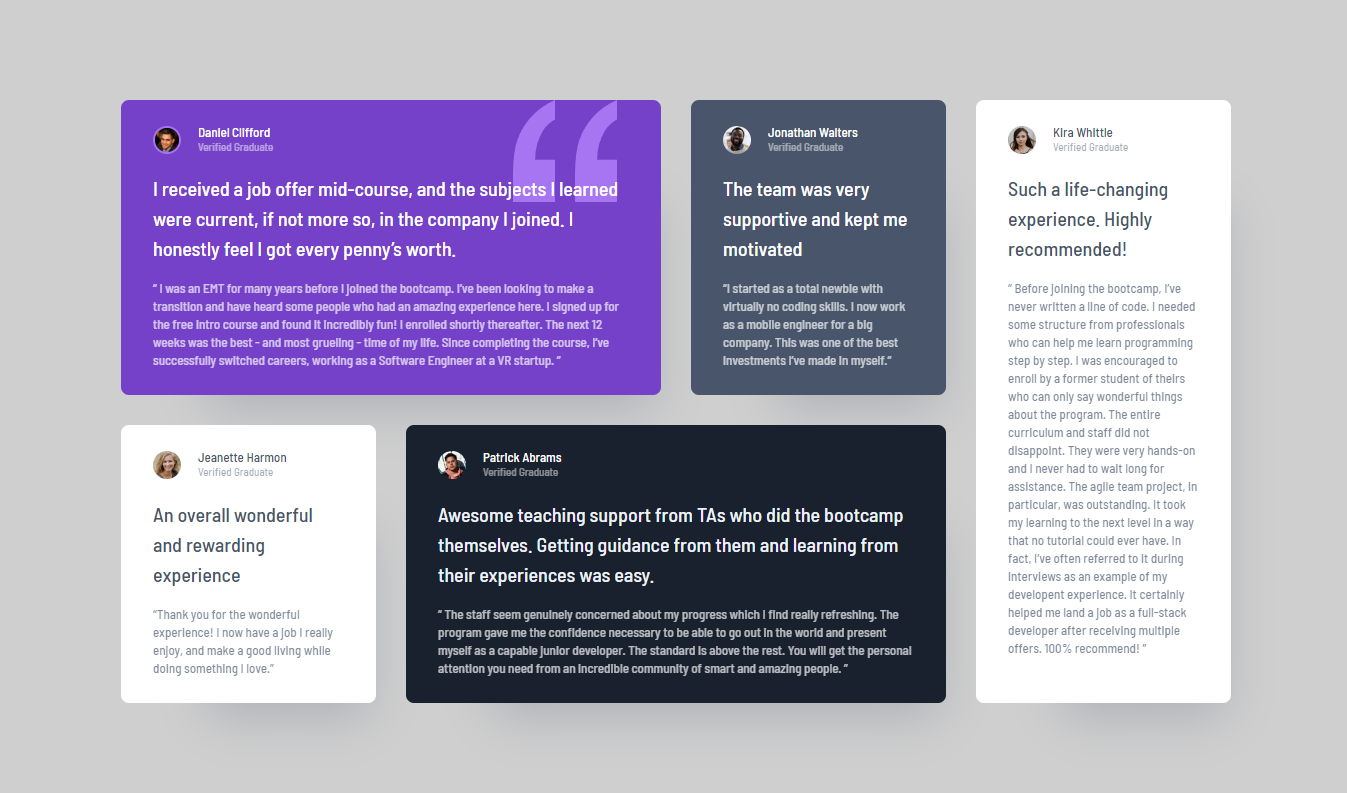 Daniel Clifford
Verified Graduate
I received a job offer mid-course, and the subjects I learned
were current, if not more so, in the company I joined. I
honestly feel I got every penny’s worth.
“ I was an EMT for many years before I joined the bootcamp. I’ve been looking to make a
transition and have heard some people who had an amazing experience here. I signed up for
the free intro course and found it incredibly fun! I enrolled shortly thereafter. The next 12
weeks was the best - and most grueling - time of my life. Since completing the course, I’ve
successfully switched careers, working as a Software Engineer at a VR startup. ”
Jonathan Walters
Verified Graduate
The team was very
supportive and kept me
motivated
“I started as a total newbie with
virtually no coding skills. I now work
as a mobile engineer for a big
company. This was one of the best
investments I’ve made in myself.”
Kira Whittle
Verified Graduate
Such a life-changing
experience. Highly
recommended!
“ Before joining the bootcamp, I’ve
never written a line of code. I needed
some structure from professionals
who can help me learn programming
step by step. I was encouraged to
enroll by a former student of theirs
who can only say wonderful things
about the program. The entire
curriculum and staff did not
disappoint. They were very hands-on
and I never had to wait long for
assistance. The agile team project, in
particular, was outstanding. It took
my learning to the next level in a way
that no tutorial could ever have. In
fact, I’ve often referred to it during
interviews as an example of my
developent experience. It certainly
helped me land a job as a full-stack
developer after receiving multiple
offers. 100% recommend! ”
Jeanette Harmon
Verified Graduate
An overall wonderful
and rewarding
experience
“Thank you for the wonderful
experience! I now have a job I really
enjoy, and make a good living while
doing something I love.”
Patrick Abrams
Verified Graduate
Awesome teaching support from TAs who did the bootcamp
themselves. Getting guidance from them and learning from
their experiences was easy.
“ The staff seem genuinely concerned about my progress which I find really refreshing. The
program gave me the confidence necessary to be able to go out in the world and present
myself as a capable junior developer. The standard is above the rest. You will get the personal
attention you need from an incredible community of smart and amazing people. ”